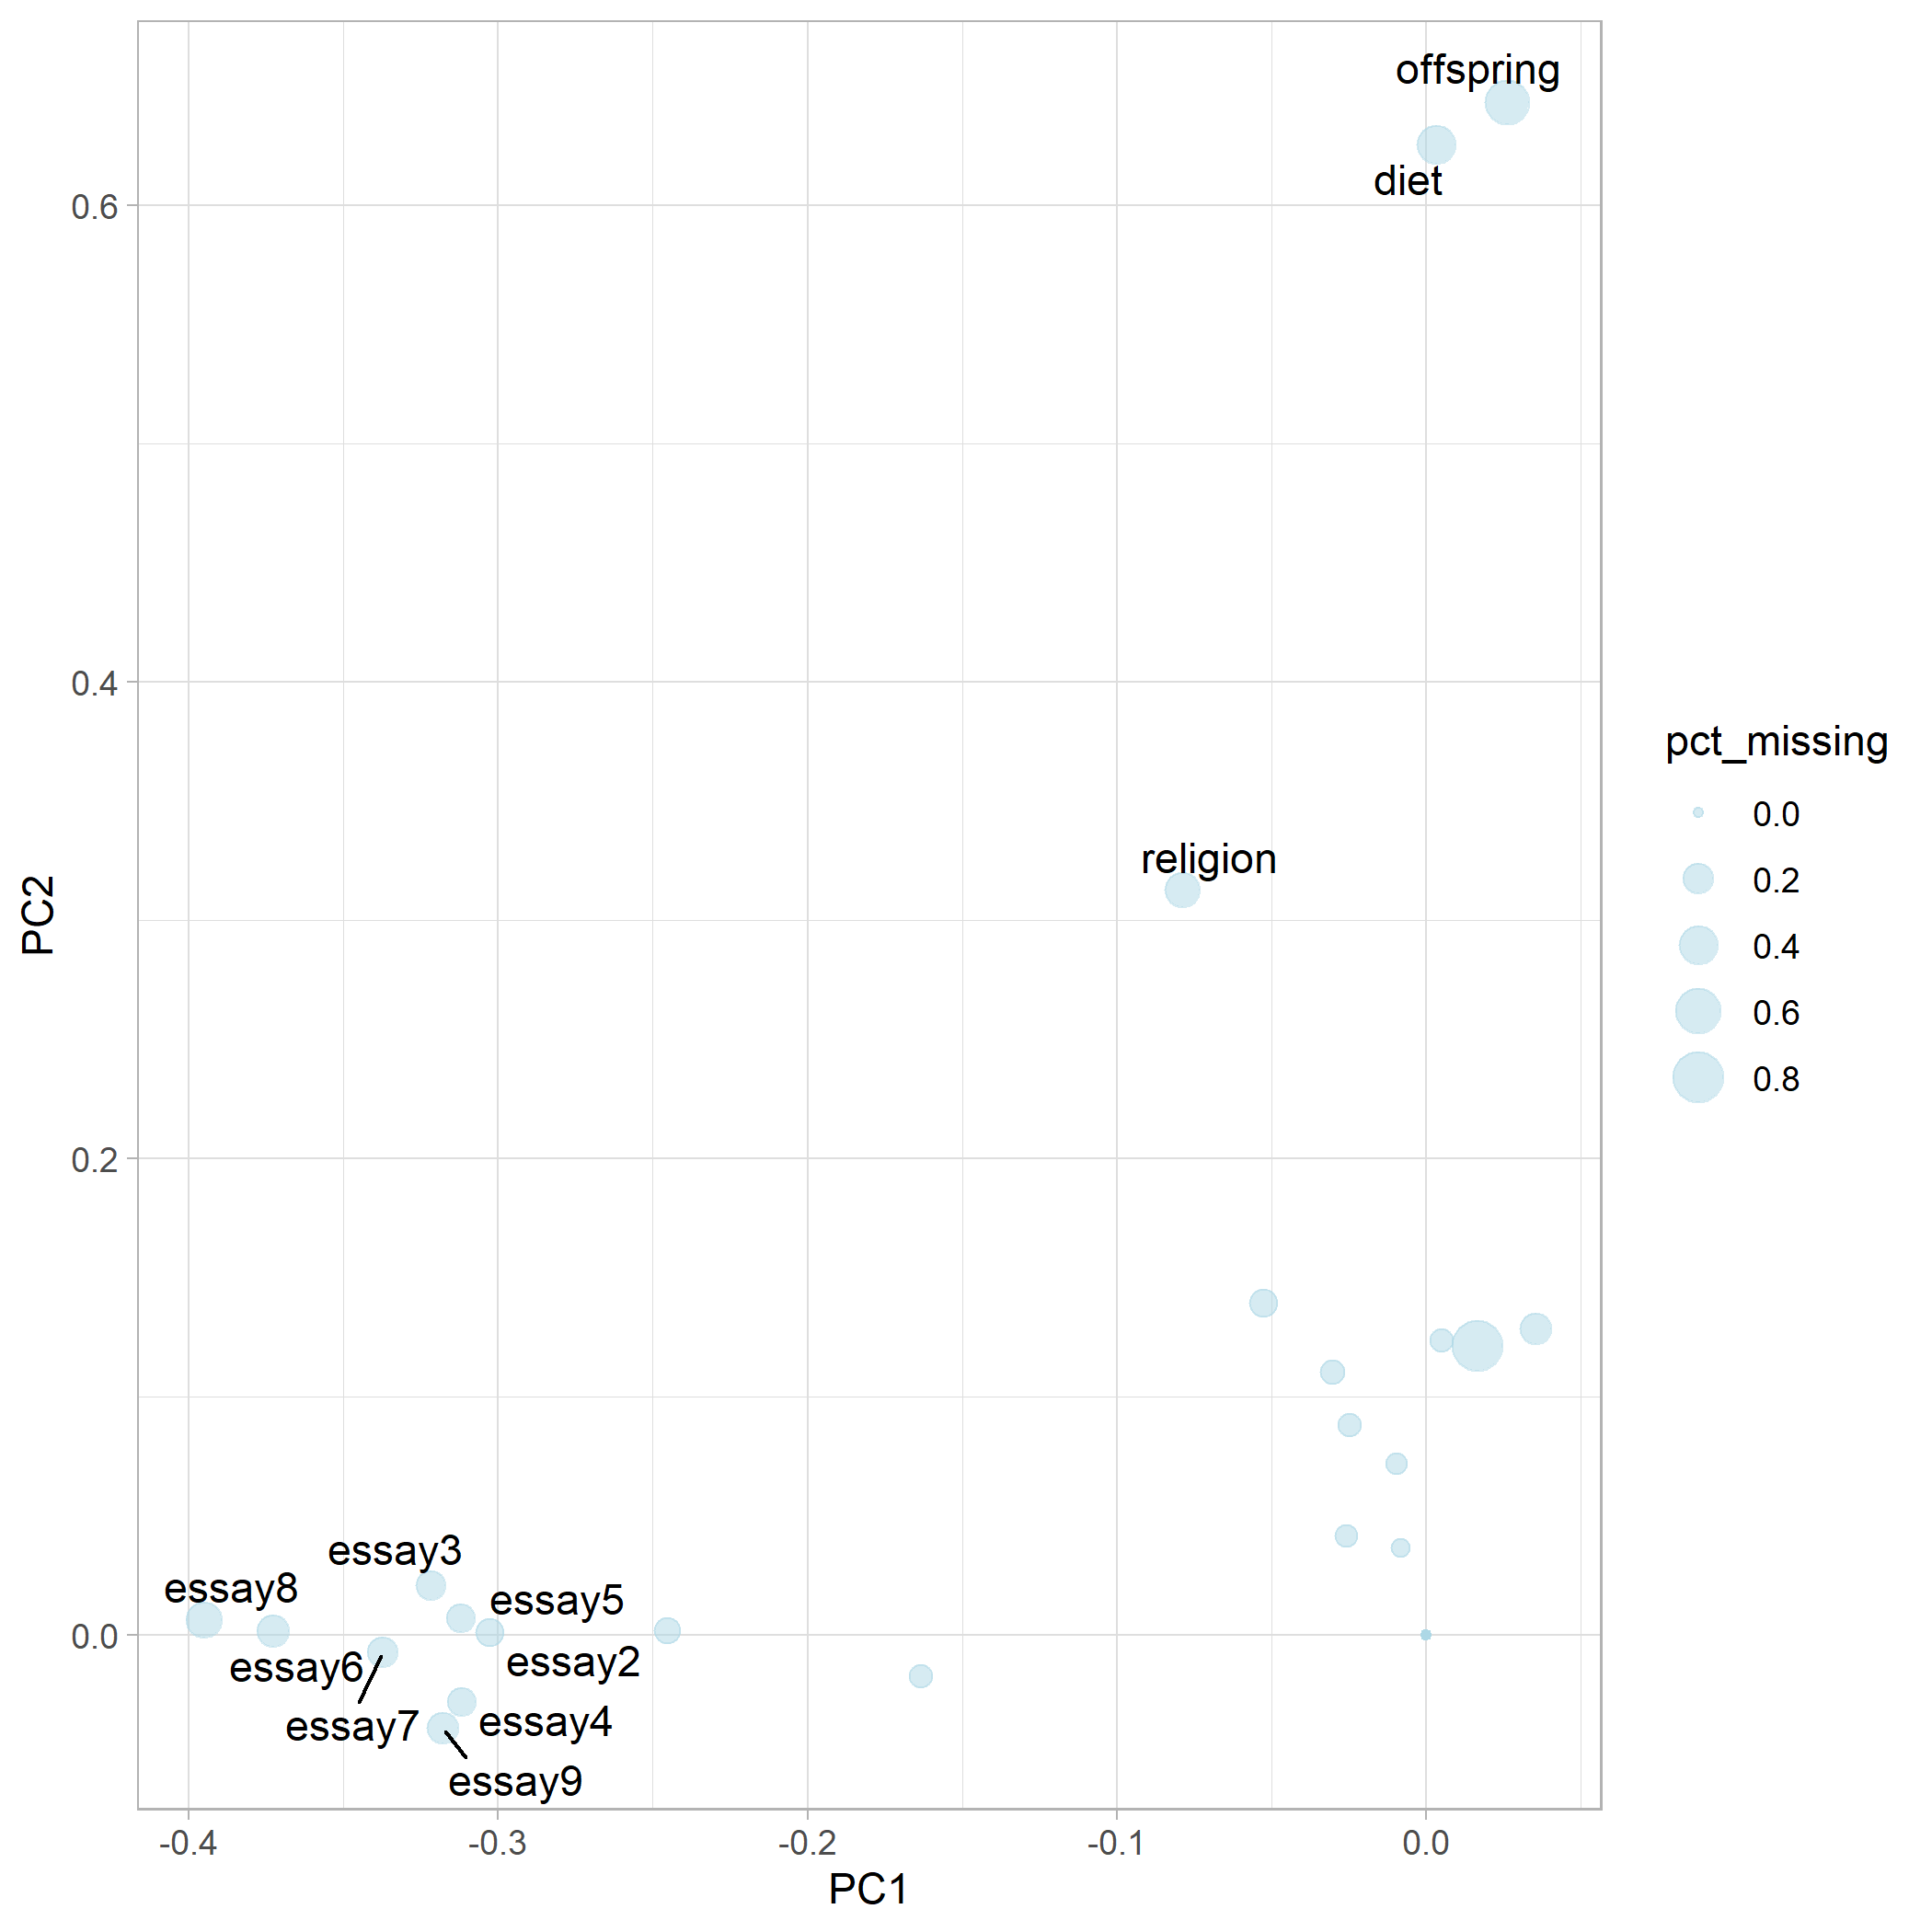 offspring
diet
0.6
0.4
pct_missing
0.0
religion
0.2
PC2
0.4
0.6
0.8
0.2
essay3
essay8
essay5
0.0
essay6
essay2
essay7
essay4
essay9
-0.4
-0.3
-0.2
-0.1
0.0
PC1